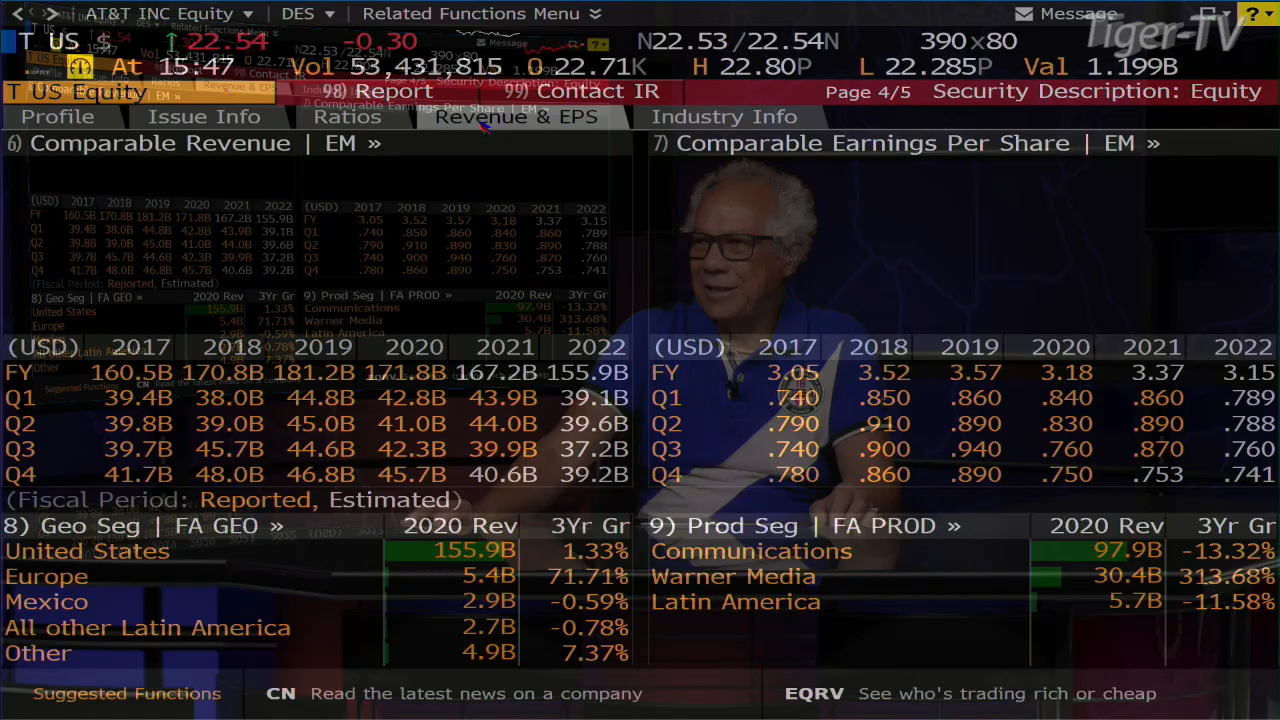 AT&T INC Equity DES Related Functions Menu Message ?
Tiger-TV
T US $ ↑ 22.54 -0.30 N22.53 / 22.54N 390×80
At 15:47 Vol 53,431,815 O 22.71K H 22.80P L 22.285P Val 1.199B
T US Equity 98) Report 99) Contact IR Page 4/5 Security Description: Equity
Profile Issue Info Ratios Revenue & EPS Industry Info
6) Comparable Revenue | EM » 7) Comparable Earnings Per Share | EM »
(USD) 2017 2018 2019 2020 2021 2022 (USD) 2017 2018 2019 2020 2021 2022
FY 160.5B 170.8B 181.2B 171.8B 167.2B 155.9B FY 3.05 3.52 3.57 3.18 3.37 3.15
Q1 39.4B 38.0B 44.8B 42.8B 43.9B 39.1B Q1 .740 .850 .860 .840 .860 .789
Q2 39.8B 39.0B 45.0B 41.0B 44.0B 39.6B Q2 .790 .910 .890 .830 .890 .788
Q3 39.7B 45.7B 44.6B 42.3B 39.9B 37.2B Q3 .740 .900 .940 .760 .870 .760
Q4 41.7B 48.0B 46.8B 45.7B 40.6B 39.2B Q4 .780 .860 .890 .750 .753 .741
(Fiscal Period: Reported, Estimated)
8) Geo Seg | FA GEO » 2020 Rev 3Yr Gr 9) Prod Seg | FA PROD » 2020 Rev 3Yr Gr
United States 155.9B 1.33% Communications 97.9B -13.32%
Europe 5.4B 71.71% Warner Media 30.4B 313.68%
Mexico 2.9B -0.59% Latin America 5.7B -11.58%
All other Latin America 2.7B -0.78%
Other 4.9B 7.37%
Suggested Functions CN Read the latest news on a company EQRV See who's trading rich or cheap